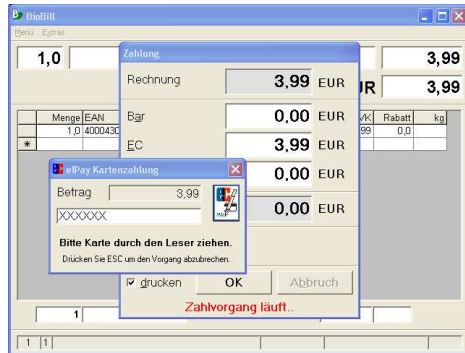 BioBill
Menü Extras
1,0
3,99
Zahlung
Rechnung 3,99 EUR
UR 3,99
Bar 0,00 EUR
Menge EAN VK Rabatt kg
1,0 4000430 99 0,0
EC 3,99 EUR
0,00 EUR
elPay Kartenzahlung
Betrag 3,99
XXXXXX
0,00 EUR
Bitte Karte durch den Leser ziehen.
Drücken Sie ESC um den Vorgang abzubrechen.
drucken OK Abbruch
Zahlvorgang läuft..
1
1 1